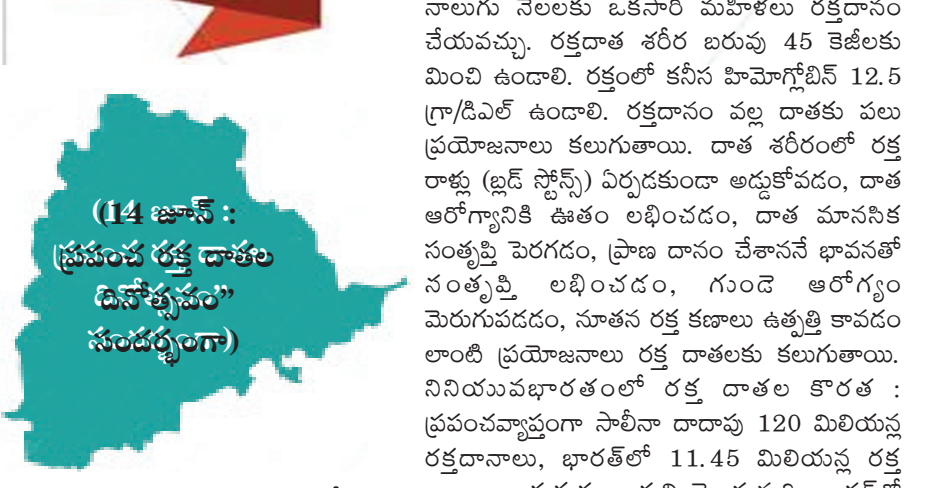 (14 జూన్ :
ప్రపంచ రక్త దాతల
దినోత్సవం”
సందర్భంగా)
నాలుగు నెలలకు ఒకసారి మహిళలు రక్తదానం
చేయవచ్చు. రక్తదాత శరీర బరువు 45 కెజీలకు
మించి ఉండాలి. రక్తంలో కనీస హిమోగ్లోబిన్ 12.5
గ్రా/డిఎల్ ఉండాలి. రక్తదానం వల్ల దాతకు పలు
ప్రయోజనాలు కలుగుతాయి. దాత శరీరంలో రక్త
రాళ్లు (బ్లడ్ స్టోన్స్) ఏర్పడకుండా అడ్డుకోవడం, దాత
ఆరోగ్యానికి ఊతం లభించడం, దాత మానసిక
సంతృప్తి పెరగడం, ప్రాణ దానం చేశాననే భావనతో
సంతృప్తి లభించడం, గుండె ఆరోగ్యం
మెరుగుపడడం, నూతన రక్త కణాలు ఉత్పత్తి కావడం
లాంటి ప్రయోజనాలు రక్త దాతలకు కలుగుతాయి.
నినియువభారతంలో రక్త దాతల కొరత :
ప్రపంచవ్యాప్తంగా సాలీనా దాదాపు 120 మిలియన్ల
రక్తదానాలు, భారత్‌లో 11.45 మిలియన్ల రక్త